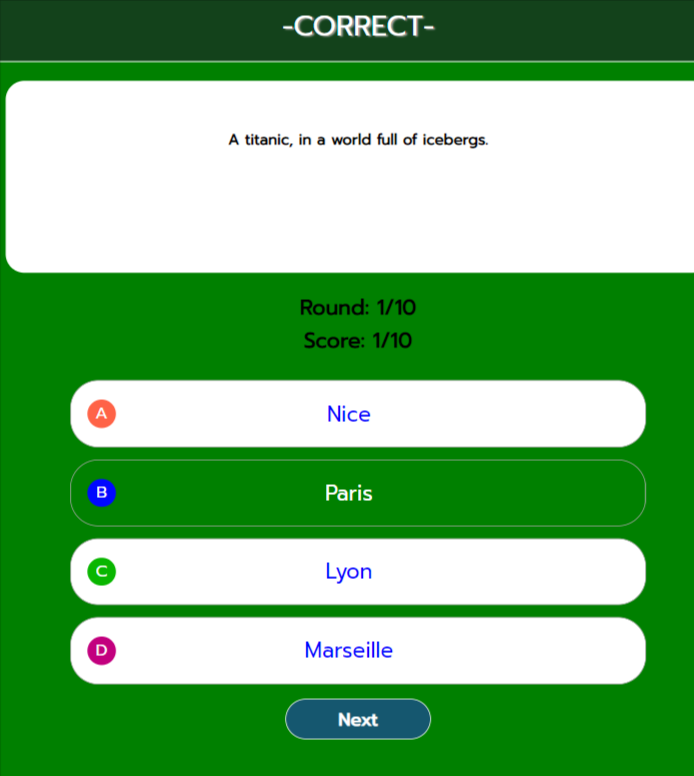 -CORRECT-
A titanic, in a world full of icebergs.
Round: 1/10
Score: 1/10
A Nice
B Paris
C Lyon
D Marseille
Next